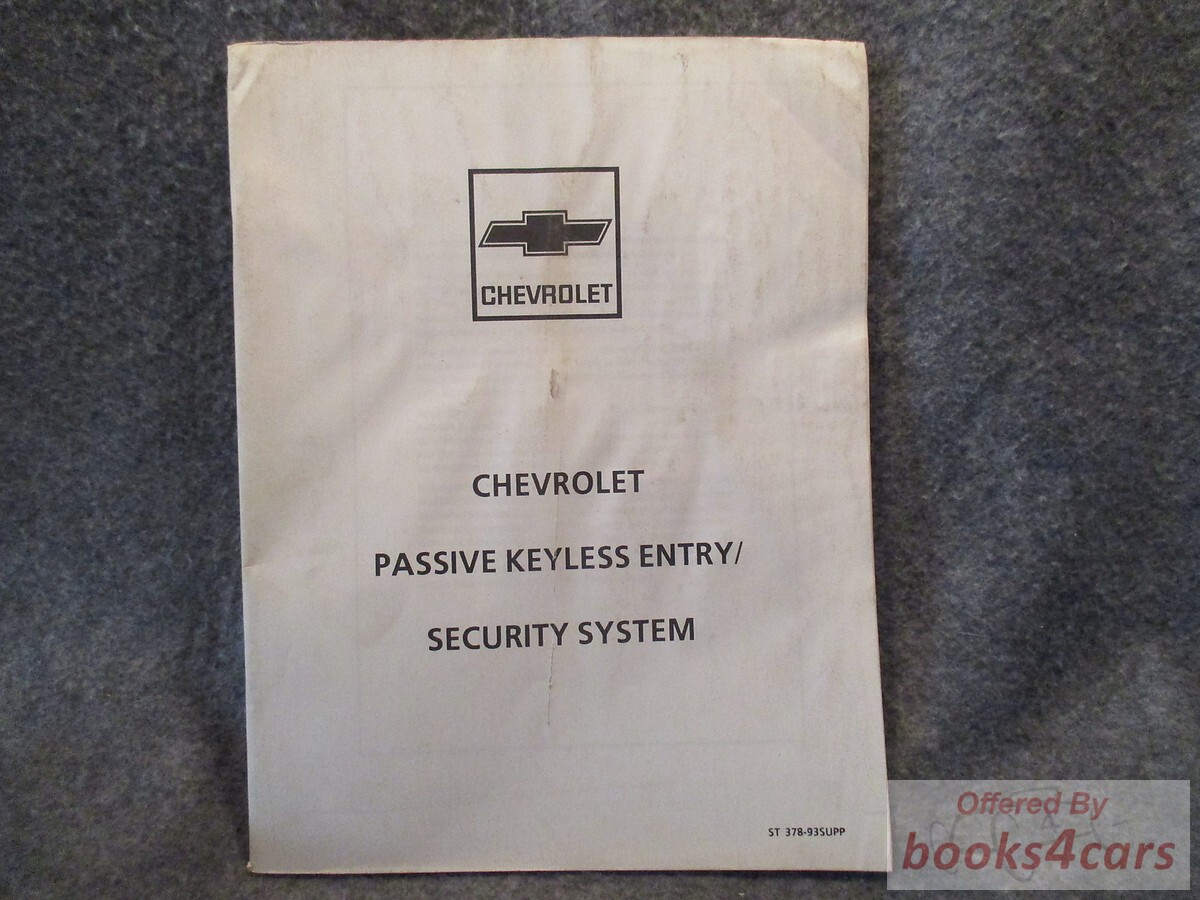 CHEVROLET
CHEVROLET
PASSIVE KEYLESS ENTRY/
SECURITY SYSTEM
ST 378-93SUPP
Offered By
books4cars